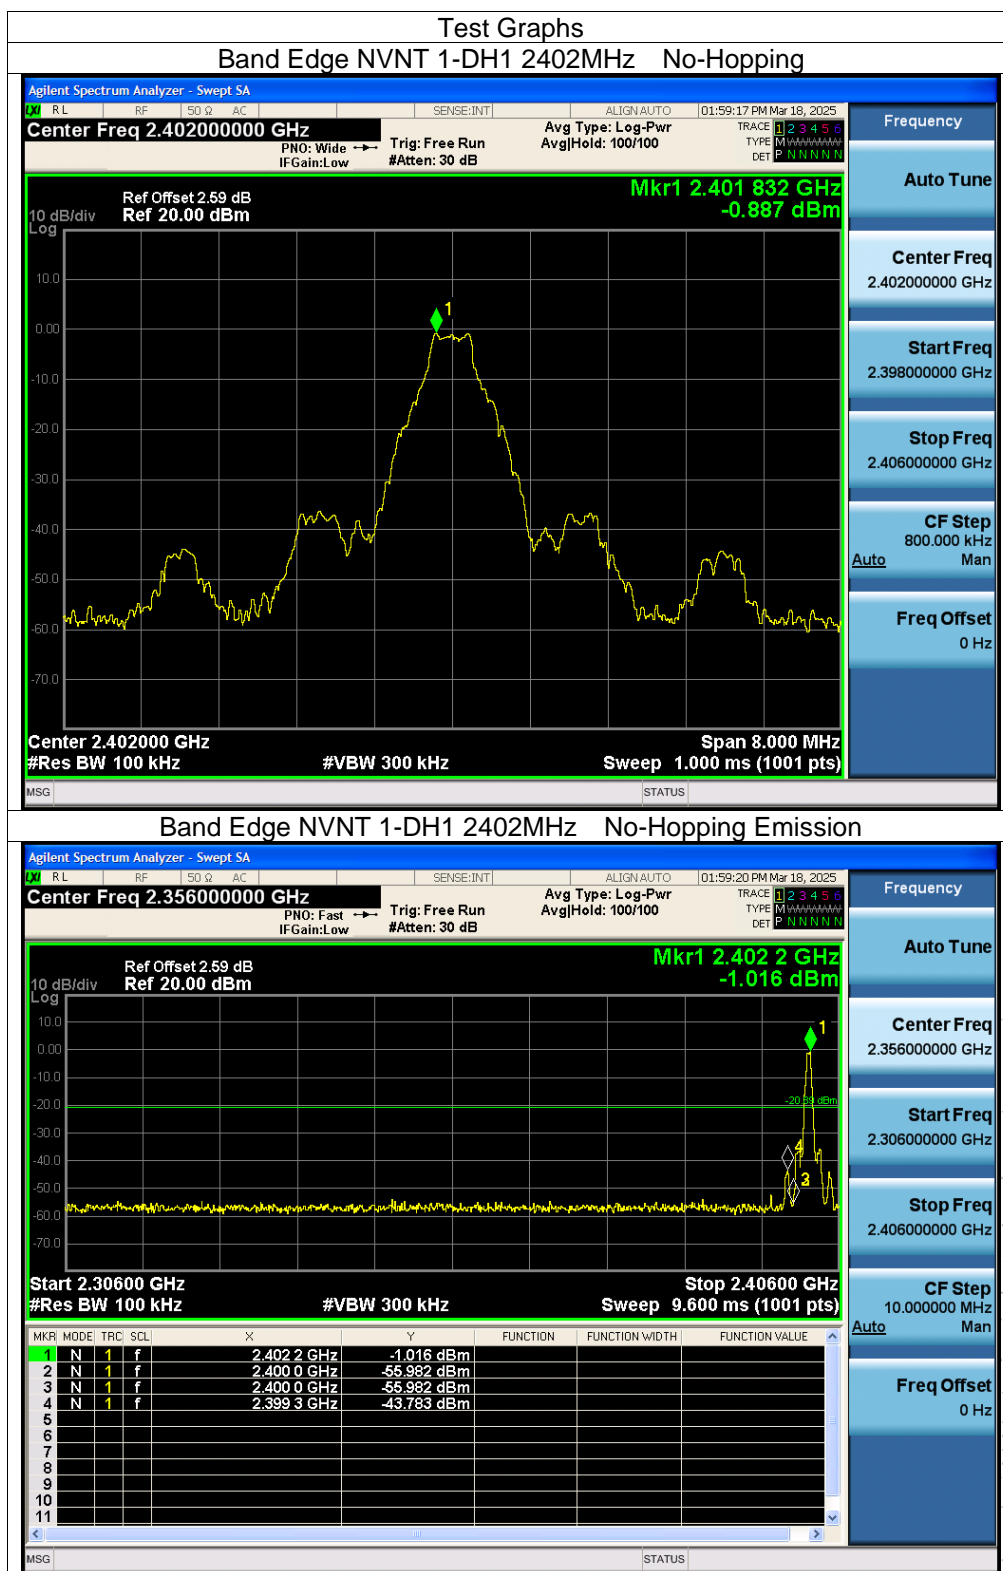 Test Graphs
Band Edge NVNT 1-DH1 2402MHz No-Hopping
Agilent Spectrum Analyzer - Swept SA
LXI RL RF 50 Ω AC SENSE:INT ALIGN AUTO 01:59:17 PM Mar 18, 2025
Center Freq 2.402000000 GHz
PNO: Wide
IFGain:Low
Trig: Free Run
#Atten: 30 dB
Avg Type: Log-Pwr
Avg|Hold: 100/100
TRACE 1 2 3 4 5 6
TYPE M WWWWW
DET P N N N N N
Mkr1 2.401 832 GHz
-0.887 dBm
Ref Offset 2.59 dB
10 dB/div Ref 20.00 dBm
Log
10.0
0.00
-10.0
-20.0
-30.0
-40.0
-50.0
-60.0
-70.0
1
Center 2.402000 GHz Span 8.000 MHz
#Res BW 100 kHz #VBW 300 kHz Sweep 1.000 ms (1001 pts)
MSG STATUS
Frequency
Auto Tune
Center Freq
2.402000000 GHz
Start Freq
2.398000000 GHz
Stop Freq
2.406000000 GHz
CF Step
800.000 kHz
Auto Man
Freq Offset
0 Hz
Band Edge NVNT 1-DH1 2402MHz No-Hopping Emission
Agilent Spectrum Analyzer - Swept SA
LXI RL RF 50 Ω AC SENSE:INT ALIGN AUTO 01:59:20 PM Mar 18, 2025
Center Freq 2.356000000 GHz
PNO: Fast
IFGain:Low
Trig: Free Run
#Atten: 30 dB
Avg Type: Log-Pwr
Avg|Hold: 100/100
TRACE 1 2 3 4 5 6
TYPE M WWWWW
DET P N N N N N
Mkr1 2.402 2 GHz
-1.016 dBm
Ref Offset 2.59 dB
10 dB/div Ref 20.00 dBm
Log
10.0
0.00
-10.0
-20.0
-30.0
-40.0
-50.0
-60.0
-70.0
1
-20.89 dBm
4
3
Start 2.30600 GHz Stop 2.40600 GHz
#Res BW 100 kHz #VBW 300 kHz Sweep 9.600 ms (1001 pts)
MKR MODE TRC SCL X Y FUNCTION FUNCTION WIDTH FUNCTION VALUE
1 N 1 f 2.402 2 GHz -1.016 dBm
2 N 1 f 2.400 0 GHz -55.982 dBm
3 N 1 f 2.400 0 GHz -55.982 dBm
4 N 1 f 2.399 3 GHz -43.783 dBm
5
6
7
8
9
10
11
MSG STATUS
Frequency
Auto Tune
Center Freq
2.356000000 GHz
Start Freq
2.306000000 GHz
Stop Freq
2.406000000 GHz
CF Step
10.000000 MHz
Auto Man
Freq Offset
0 Hz